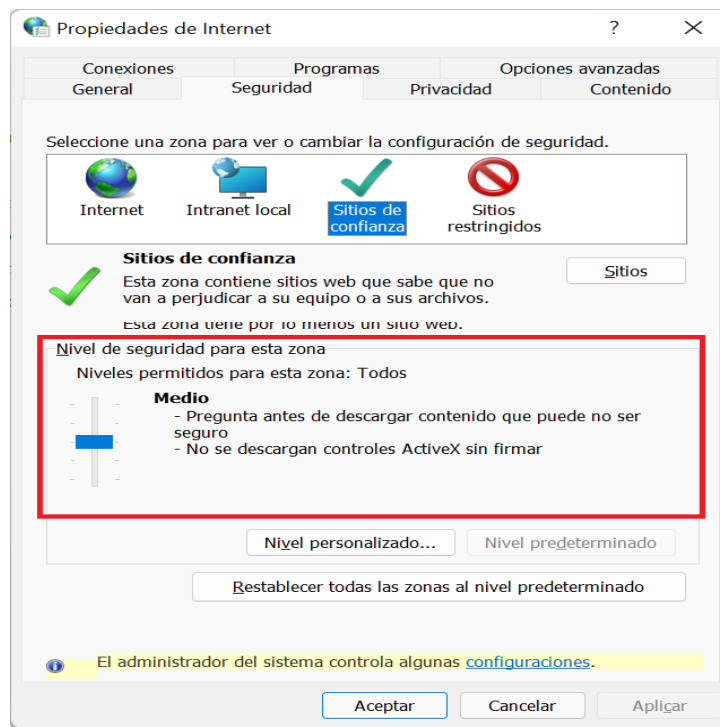 Propiedades de Internet
Conexiones Programas Opciones avanzadas
General Seguridad Privacidad Contenido
Seleccione una zona para ver o cambiar la configuración de seguridad.
Internet Intranet local Sitios de confianza Sitios restringidos
Sitios de confianza
Sitios
Esta zona contiene sitios web que sabe que no
van a perjudicar a su equipo o a sus archivos.
Esta zona tiene por lo menos un sitio web.
Nivel de seguridad para esta zona
Niveles permitidos para esta zona: Todos
Medio
- Pregunta antes de descargar contenido que puede no ser
seguro
- No se descargan controles ActiveX sin firmar
Nivel personalizado... Nivel predeterminado
Restablecer todas las zonas al nivel predeterminado
El administrador del sistema controla algunas configuraciones.
Aceptar Cancelar Aplicar